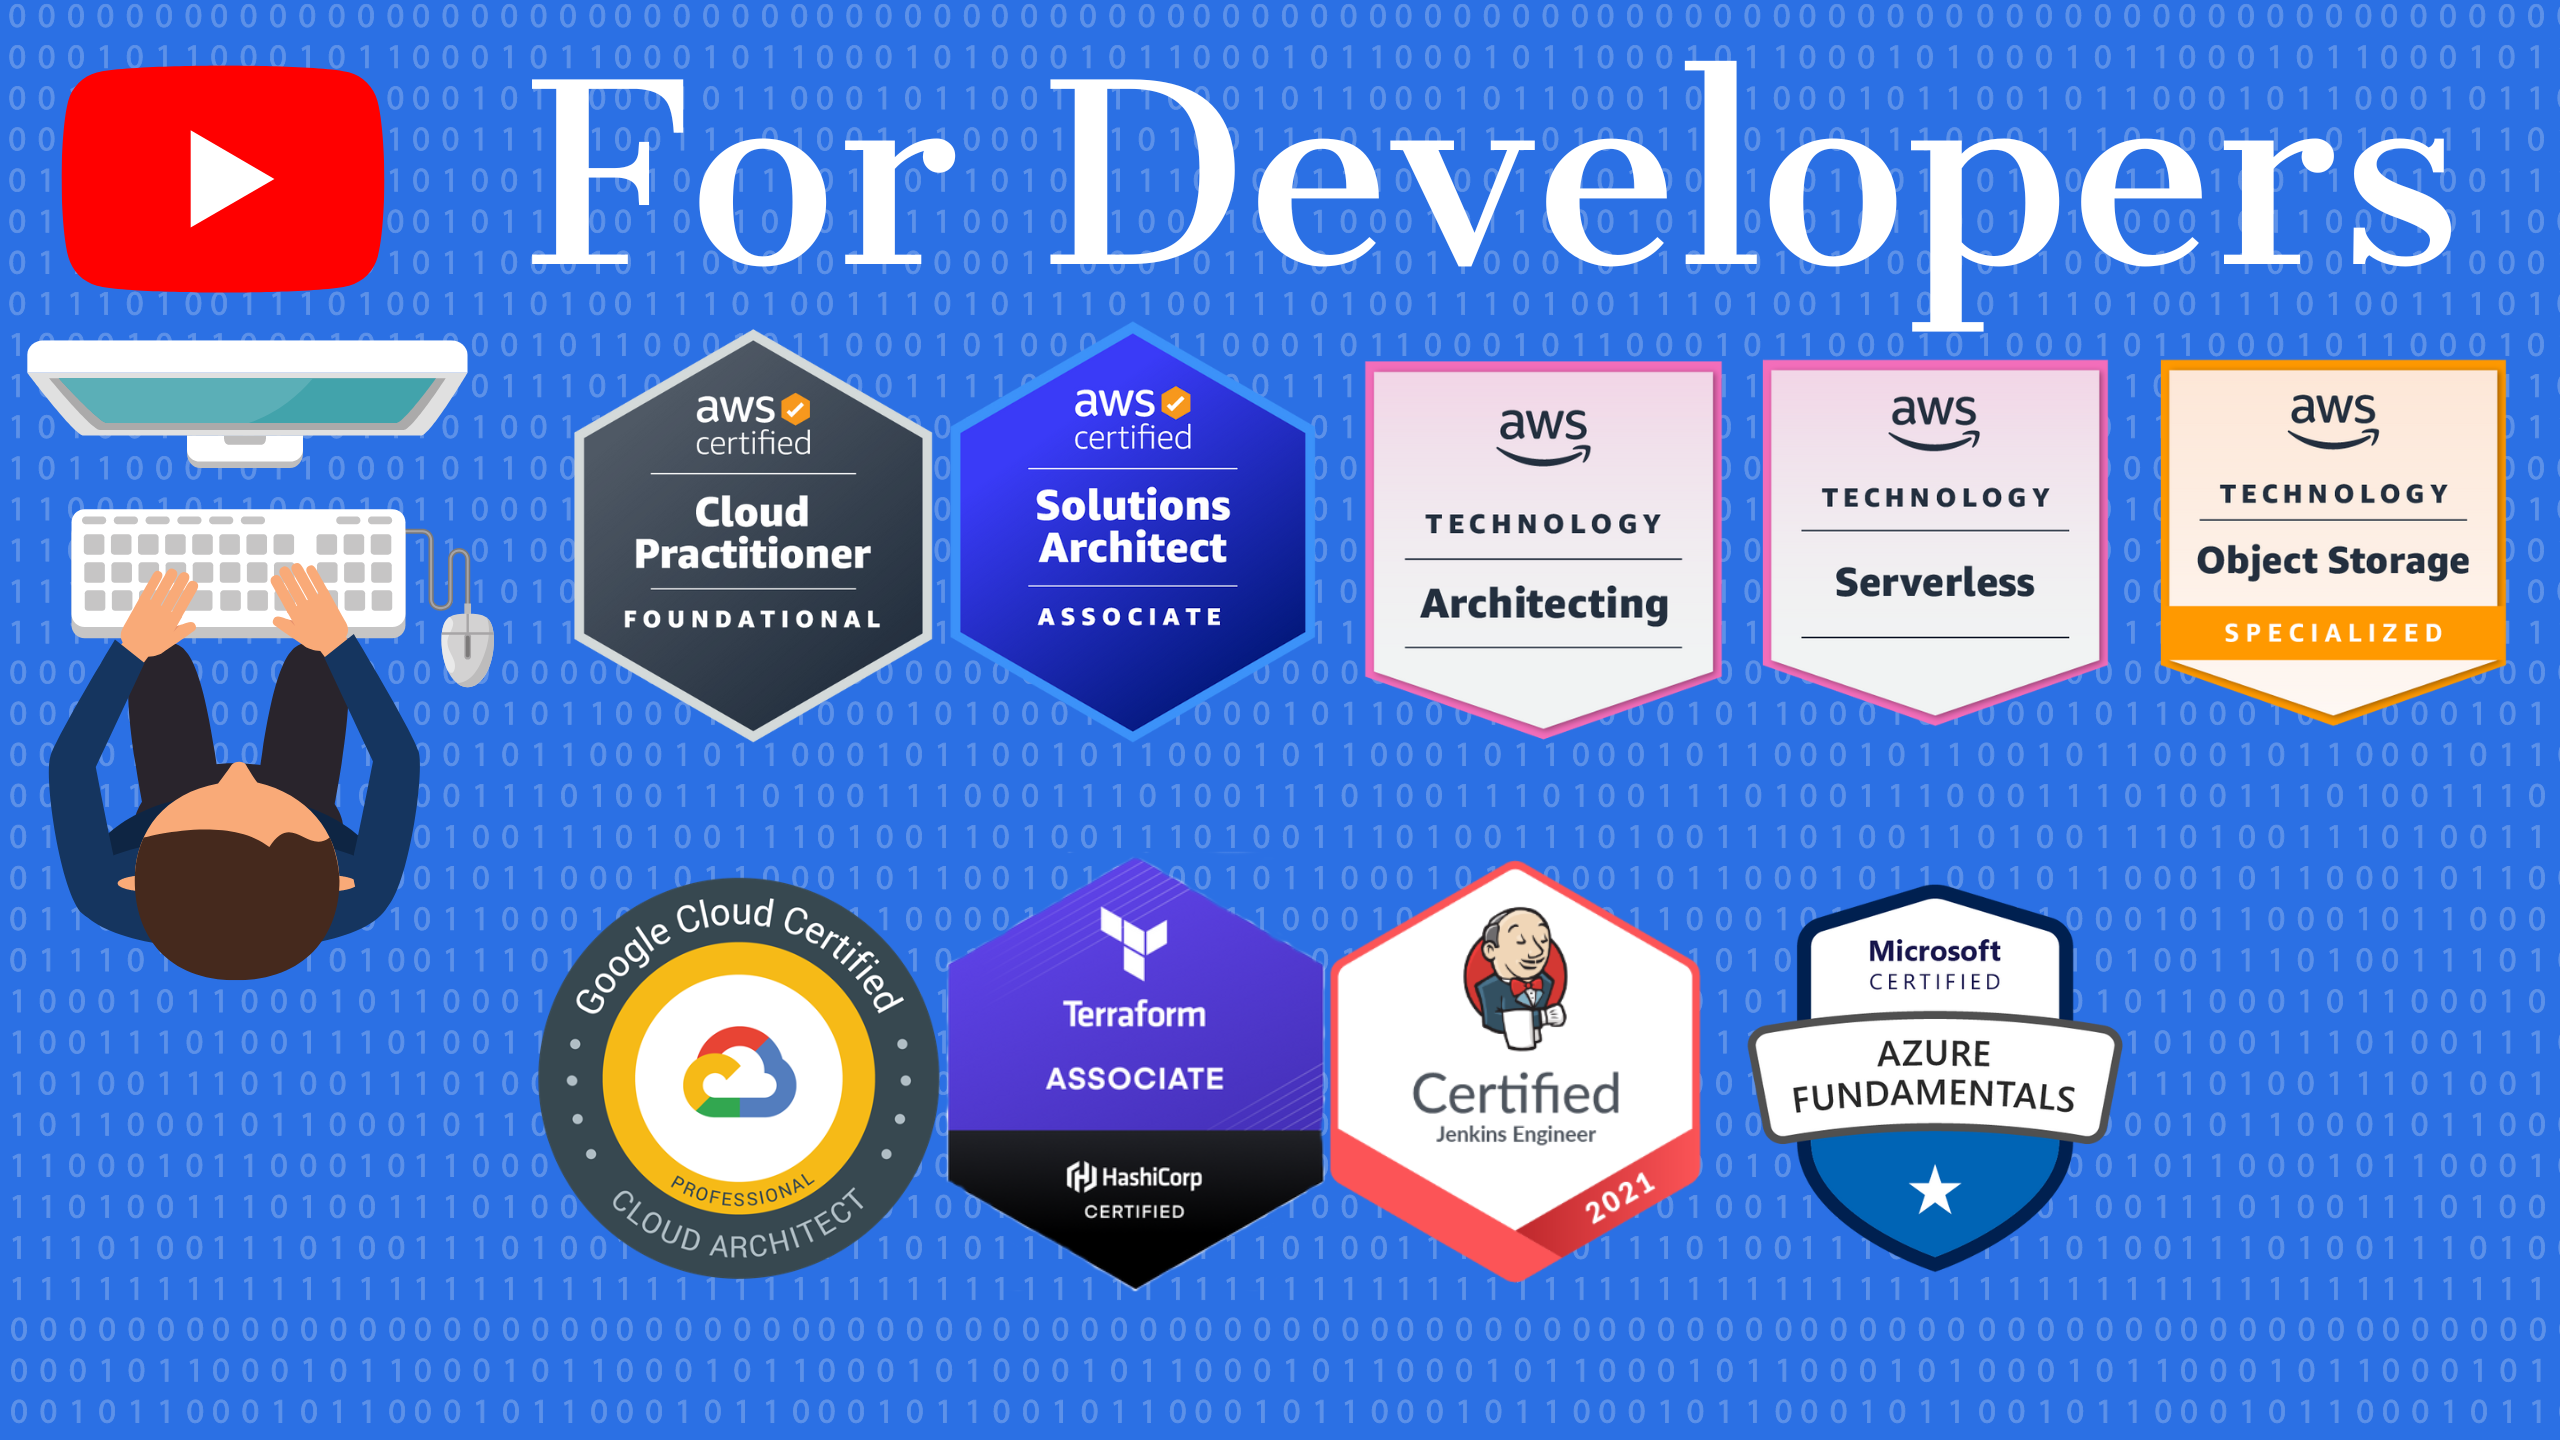 For Developers
aws
certified
Cloud
Practitioner
FOUNDATIONAL
aws
certified
Solutions
Architect
ASSOCIATE
aws
TECHNOLOGY
Architecting
aws
TECHNOLOGY
Serverless
aws
TECHNOLOGY
Object Storage
SPECIALIZED
Google Cloud Certified
PROFESSIONAL
CLOUD ARCHITECT
Terraform
ASSOCIATE
HashiCorp
CERTIFIED
Certified
Jenkins Engineer
2021
Microsoft
CERTIFIED
AZURE
FUNDAMENTALS